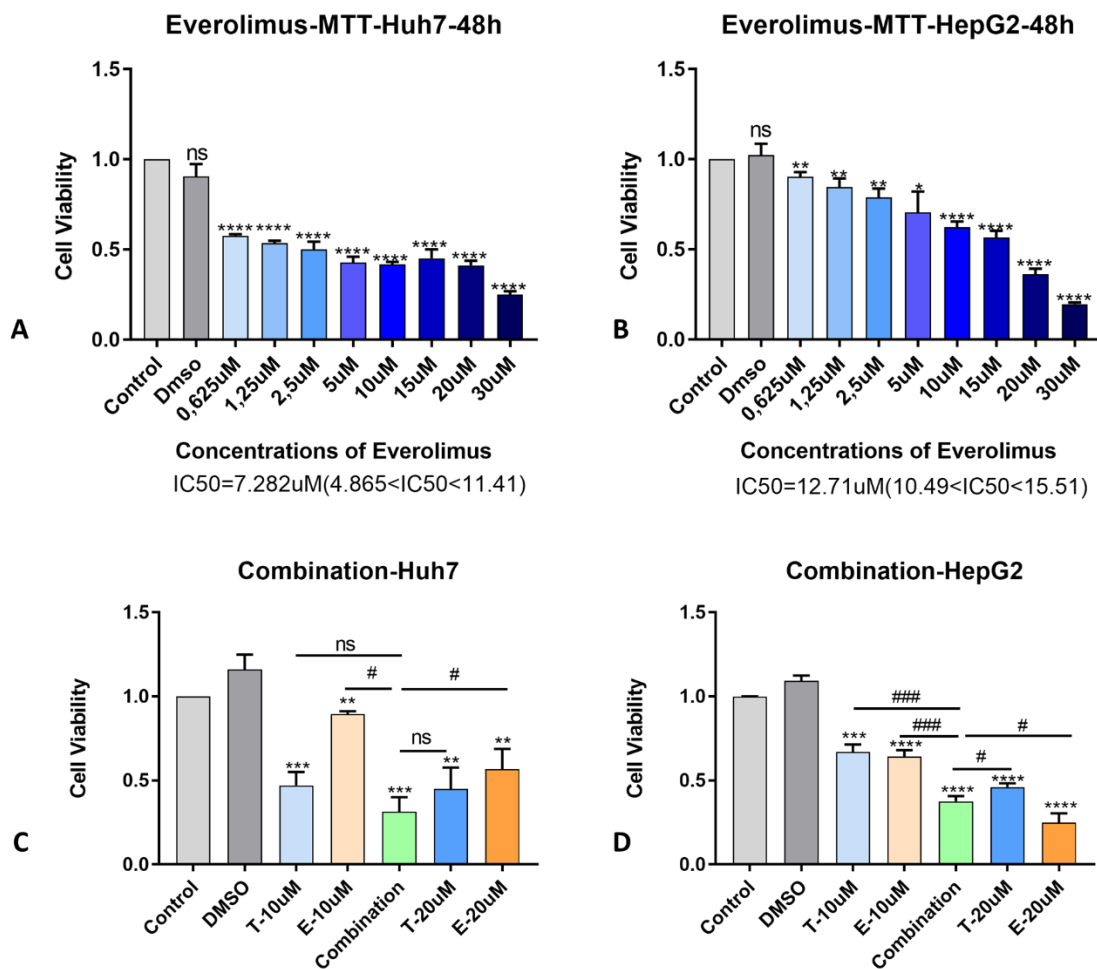 Everolimus-MTT-Huh7-48h
Cell Viability
1.5
1.0
0.5
0.0
ns
****
****
****
****
****
****
****
****
Control
Dmso
0,625uM
1,25uM
2,5uM
5uM
10uM
15uM
20uM
30uM
A
Concentrations of Everolimus
IC50=7.282uM(4.865<IC50<11.41)
Everolimus-MTT-HepG2-48h
Cell Viability
1.5
1.0
0.5
0.0
ns
**
**
**
*
****
****
****
****
Control
Dmso
0,625uM
1,25uM
2,5uM
5uM
10uM
15uM
20uM
30uM
B
Concentrations of Everolimus
IC50=12.71uM(10.49<IC50<15.51)
Combination-Huh7
Cell Viability
1.5
1.0
0.5
0.0
ns
#
#
ns
***
**
***
**
**
Control
DMSO
T-10uM
E-10uM
Combination
T-20uM
E-20uM
C
Combination-HepG2
Cell Viability
1.5
1.0
0.5
0.0
###
###
#
#
***
****
****
****
****
Control
DMSO
T-10uM
E-10uM
Combination
T-20uM
E-20uM
D